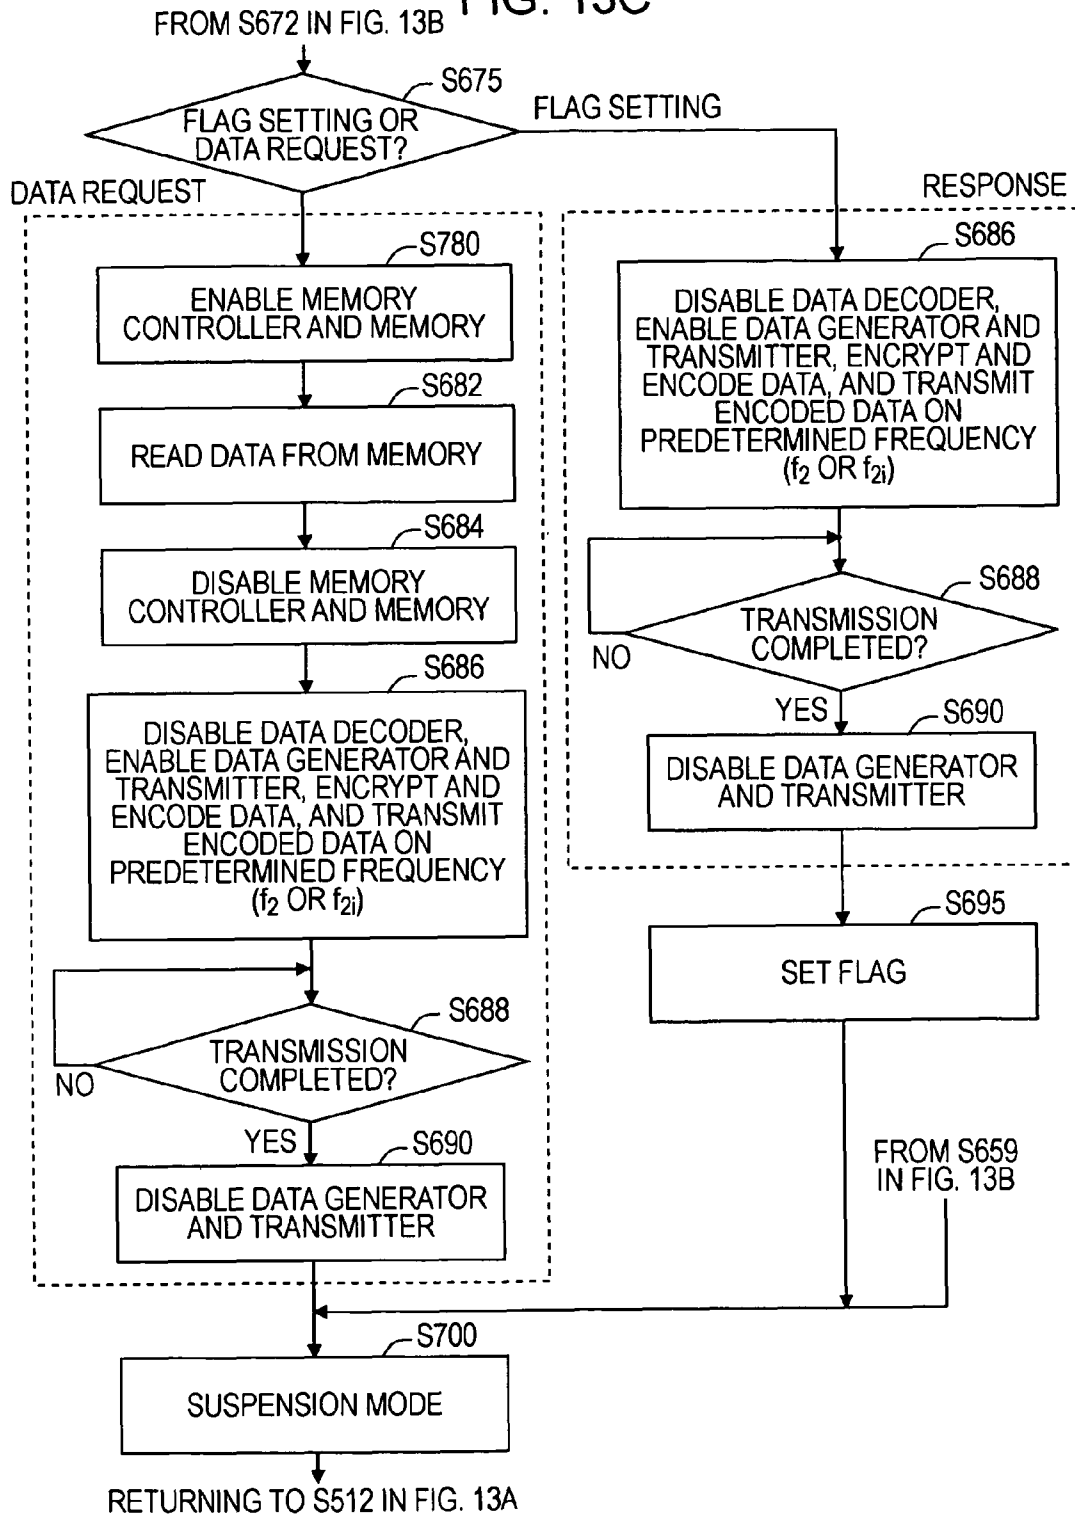 FIG. 13C
FROM S672 IN FIG. 13B
S675
FLAG SETTING OR
DATA REQUEST?
FLAG SETTING
DATA REQUEST
RESPONSE
S780
ENABLE MEMORY
CONTROLLER AND MEMORY
S682
READ DATA FROM MEMORY
S684
DISABLE MEMORY
CONTROLLER AND MEMORY
S686
DISABLE DATA DECODER,
ENABLE DATA GENERATOR AND
TRANSMITTER, ENCRYPT AND
ENCODE DATA, AND TRANSMIT
ENCODED DATA ON
PREDETERMINED FREQUENCY
(f2 OR f2i)
S688
TRANSMISSION
COMPLETED?
NO
YES
S690
DISABLE DATA GENERATOR
AND TRANSMITTER
S686
DISABLE DATA DECODER,
ENABLE DATA GENERATOR AND
TRANSMITTER, ENCRYPT AND
ENCODE DATA, AND TRANSMIT
ENCODED DATA ON
PREDETERMINED FREQUENCY
(f2 OR f2i)
S688
TRANSMISSION
COMPLETED?
NO
YES
S690
DISABLE DATA GENERATOR
AND TRANSMITTER
S695
SET FLAG
FROM S659
IN FIG. 13B
S700
SUSPENSION MODE
RETURNING TO S512 IN FIG. 13A